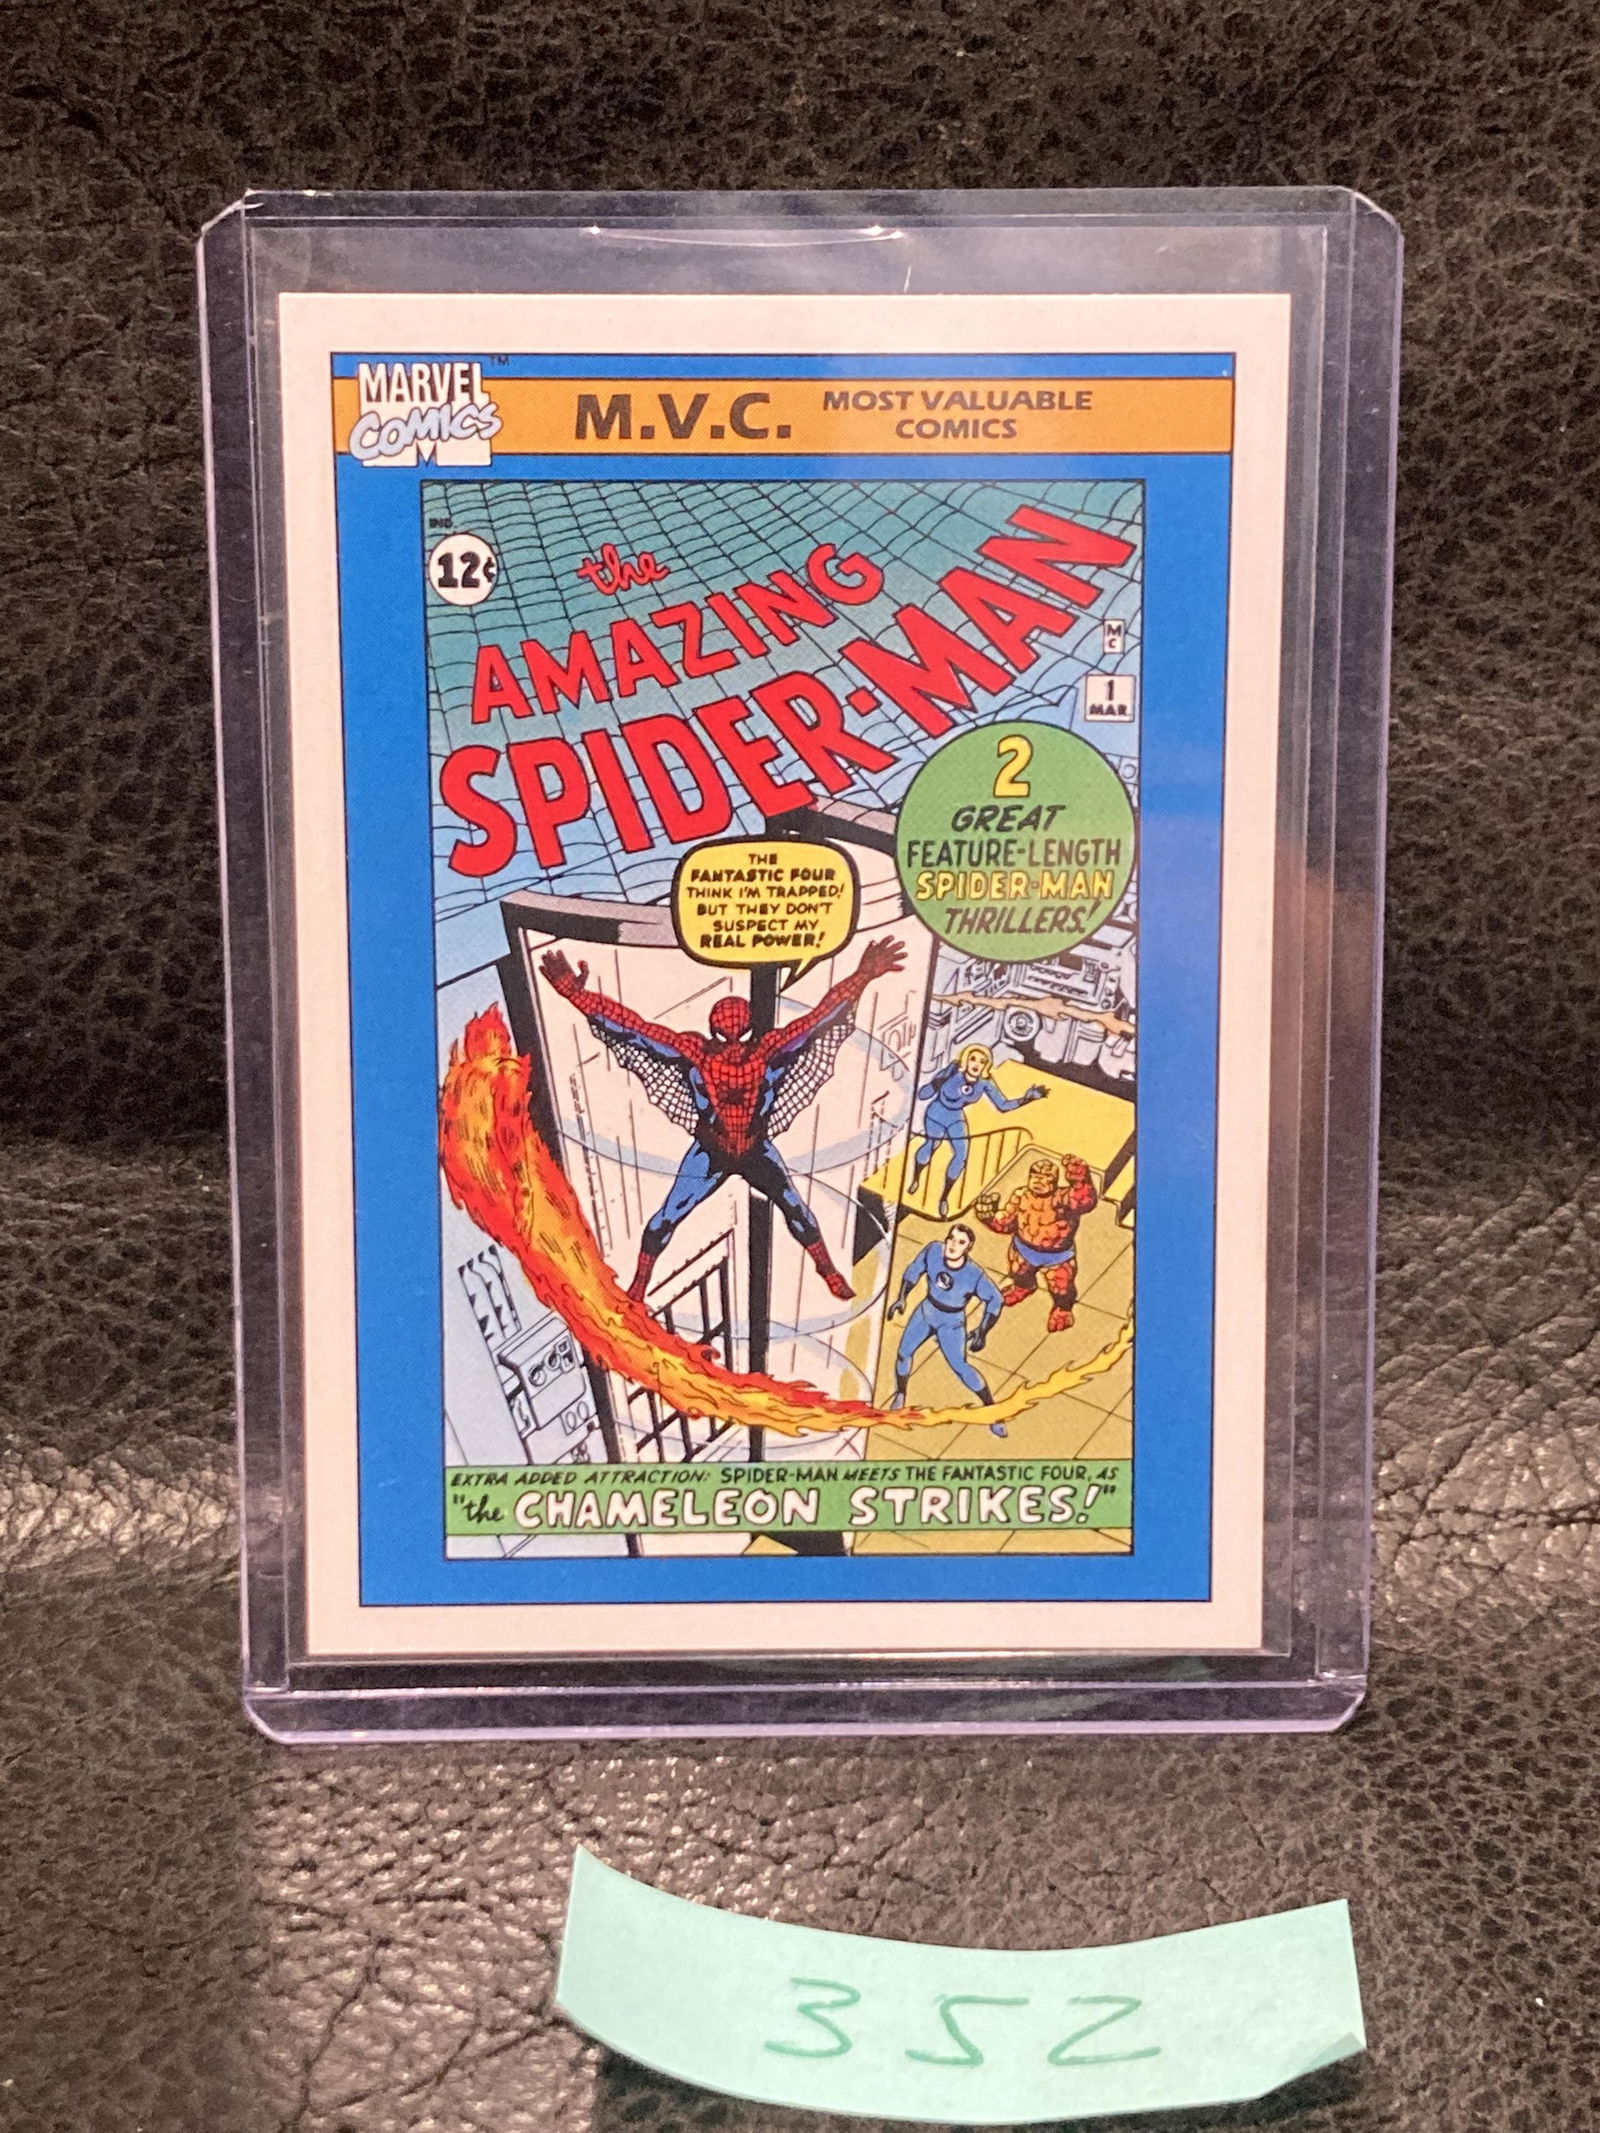 MARVEL™
COMICS
M.V.C.
MOST VALUABLE
COMICS
IND.
12¢
the
AMAZING
SPIDER-MAN
M
C
1
MAR.
2
GREAT
FEATURE-LENGTH
SPIDER-MAN
THRILLERS!
THE
FANTASTIC FOUR
THINK I'M TRAPPED!
BUT THEY DON'T
SUSPECT MY
REAL POWER!
EXTRA ADDED ATTRACTION: SPIDER-MAN MEETS THE FANTASTIC FOUR, AS
"the CHAMELEON STRIKES!"
352